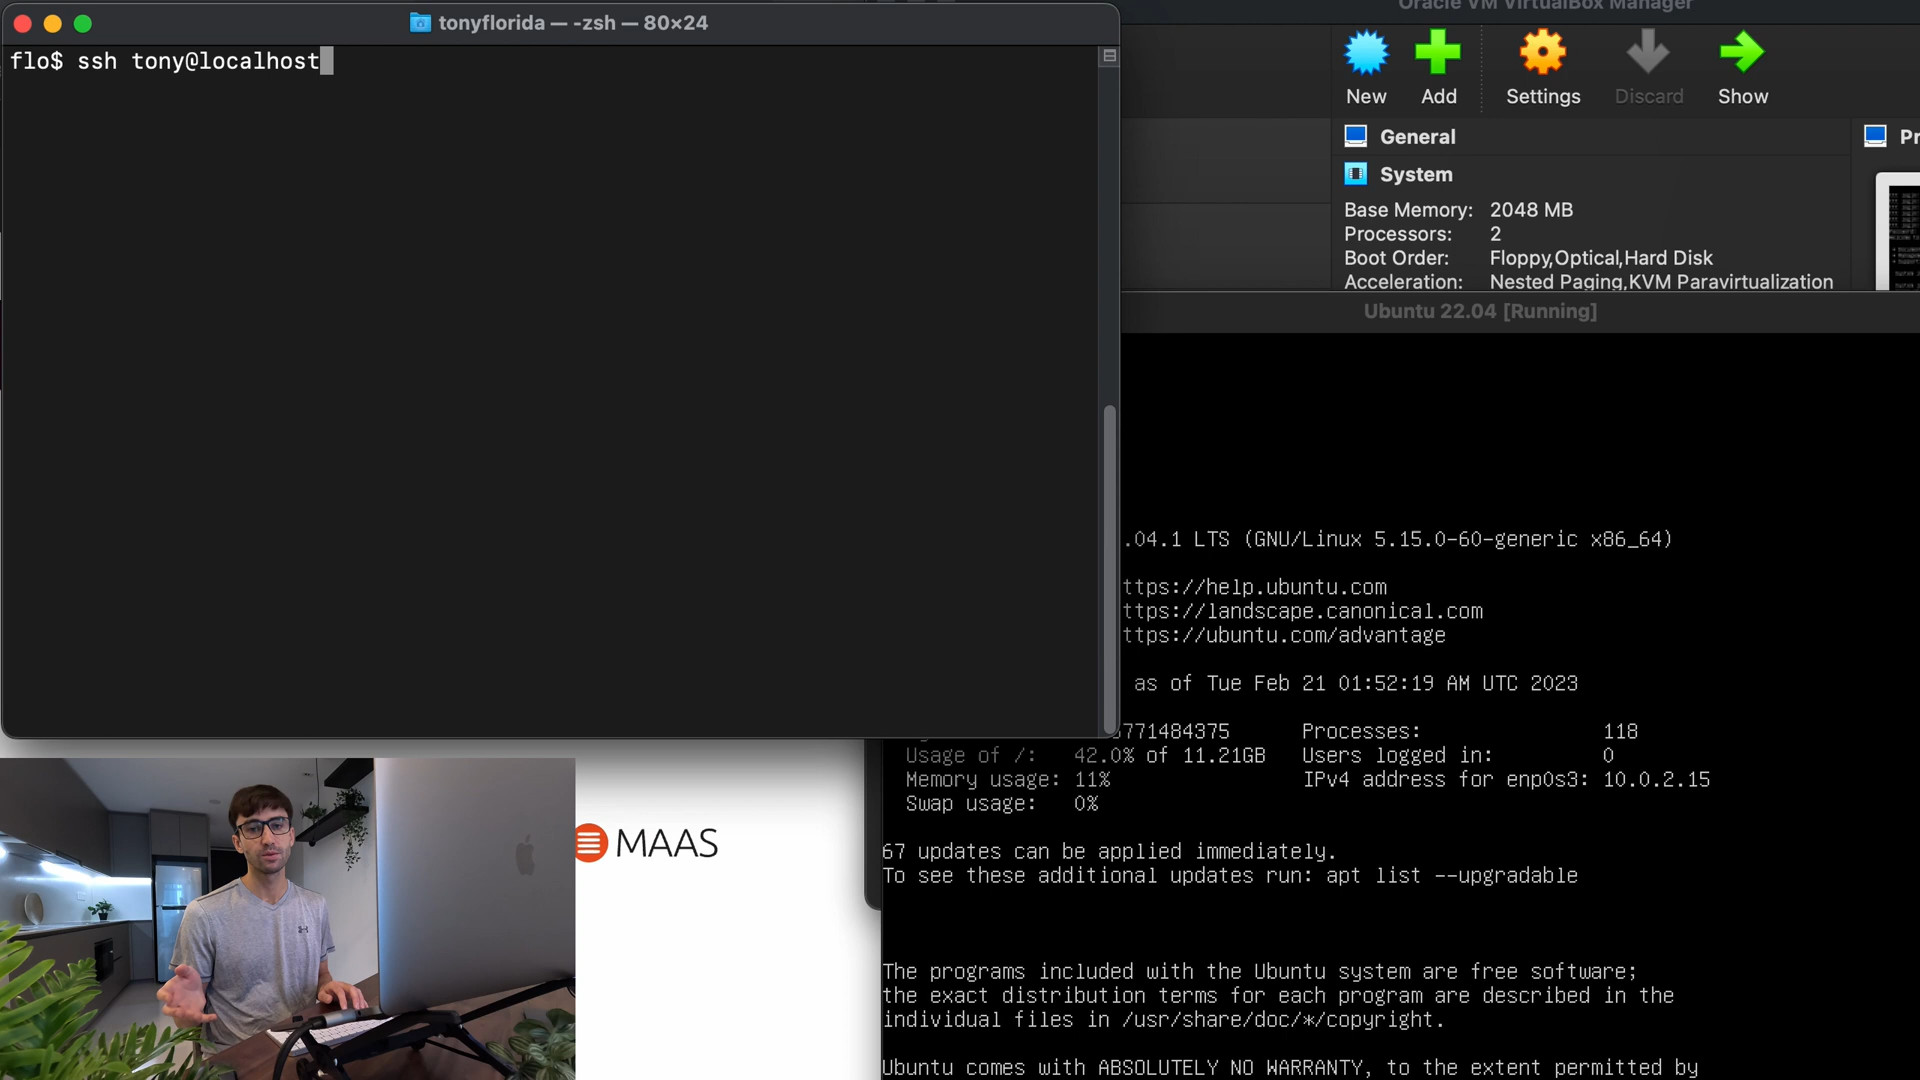 tonyflorida — -zsh — 80×24
flo$ ssh tony@localhost
Oracle VM VirtualBox Manager
New
Add
Settings
Discard
Show
General
System
Base Memory: 2048 MB
Processors: 2
Boot Order: Floppy,Optical,Hard Disk
Acceleration: Nested Paging,KVM Paravirtualization
Pr
Ubuntu 22.04 [Running]
.04.1 LTS (GNU/Linux 5.15.0-60-generic x86_64)
ttps://help.ubuntu.com
ttps://landscape.canonical.com
ttps://ubuntu.com/advantage
as of Tue Feb 21 01:52:19 AM UTC 2023
771484375 Processes: 118
Usage of /: 42.0% of 11.21GB Users logged in: 0
Memory usage: 11% IPv4 address for enp0s3: 10.0.2.15
Swap usage: 0%
67 updates can be applied immediately.
To see these additional updates run: apt list --upgradable
The programs included with the Ubuntu system are free software;
the exact distribution terms for each program are described in the
individual files in /usr/share/doc/*/copyright.
Ubuntu comes with ABSOLUTELY NO WARRANTY, to the extent permitted by
MAAS